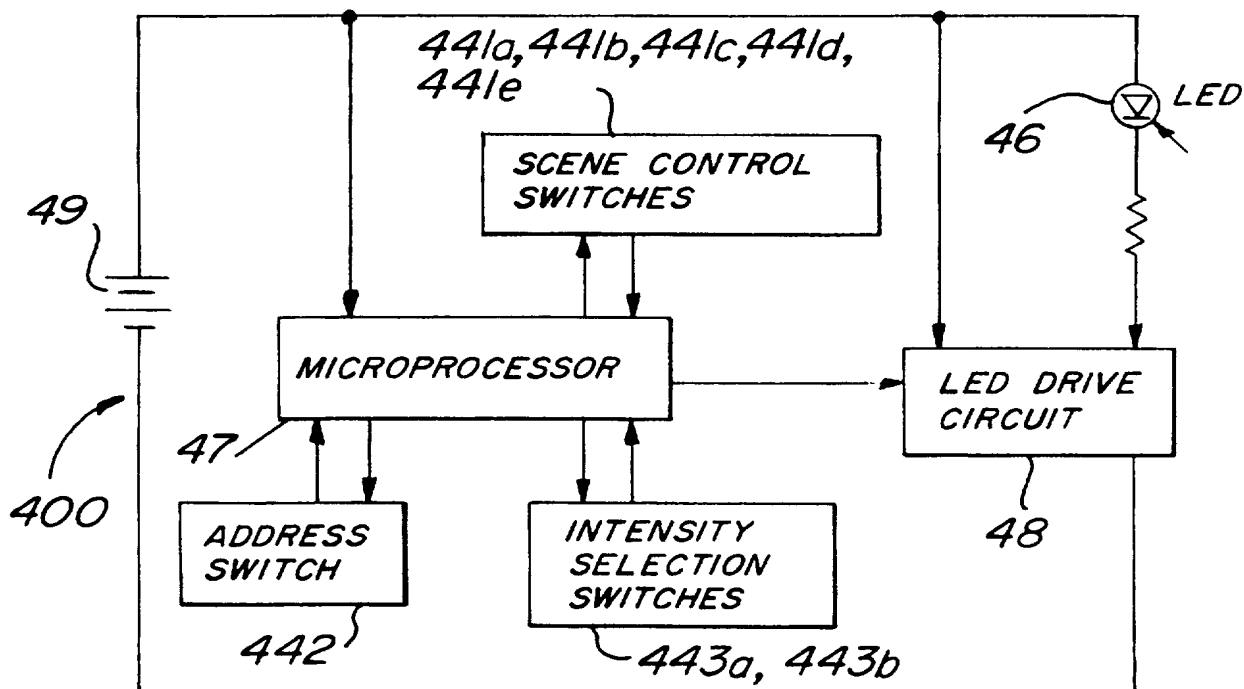 441a, 441b, 441c, 441d,
441e
LED
46
SCENE CONTROL
SWITCHES
49
MICROPROCESSOR
LED DRIVE
CIRCUIT
47
400
48
ADDRESS
SWITCH
INTENSITY
SELECTION
SWITCHES
442
443a, 443b